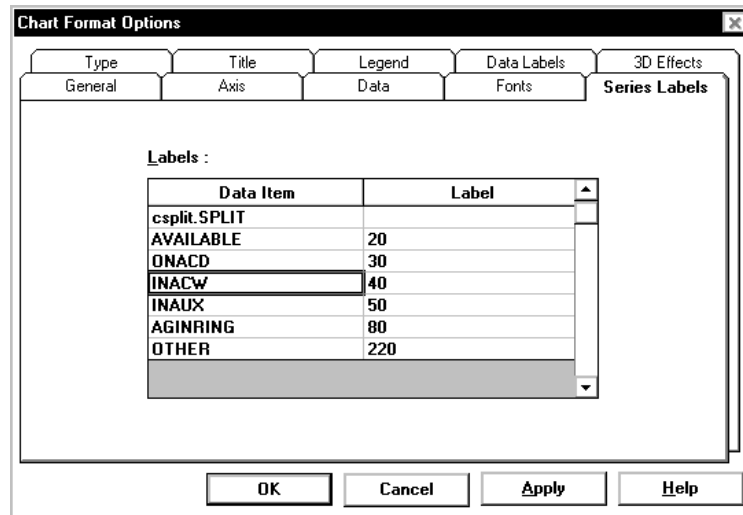 Chart Format Options
Type Title Legend Data Labels 3D Effects
General Axis Data Fonts Series Labels
Labels :
Data Item Label
csplit.SPLIT
AVAILABLE 20
ONACD 30
INACW 40
INAUX 50
AGINRING 80
OTHER 220
OK Cancel Apply Help